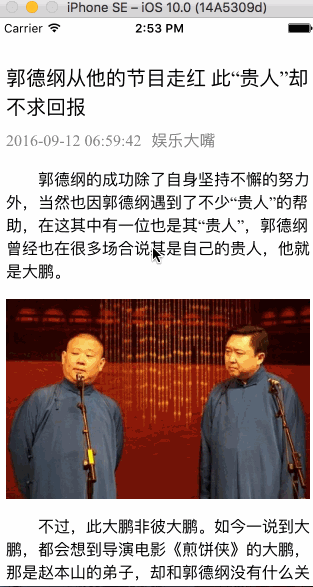 iPhone SE – iOS 10.0 (14A5309d)
Carrier 2:53 PM
郭德纲从他的节目走红 此“贵人”却
不求回报
2016-09-12 06:59:42 娱乐大嘴
郭德纲的成功除了自身坚持不懈的努力
外，当然也因郭德纲遇到了不少“贵人”的帮
助，在这其中有一位也是其“贵人”，郭德纲
曾经也在很多场合说其是自己的贵人，他就
是大鹏。
不过，此大鹏非彼大鹏。如今一说到大
鹏，都会想到导演电影《煎饼侠》的大鹏，
那是赵本山的弟子，却和郭德纲没有什么关